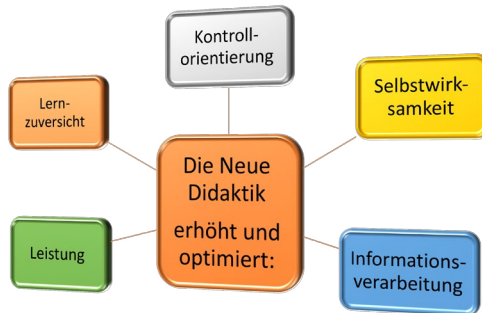 Kontroll-
orientierung
Lern-
zuversicht
Selbstwirk-
samkeit
Die Neue
Didaktik
erhöht und
optimiert:
Leistung
Informations-
verarbeitung